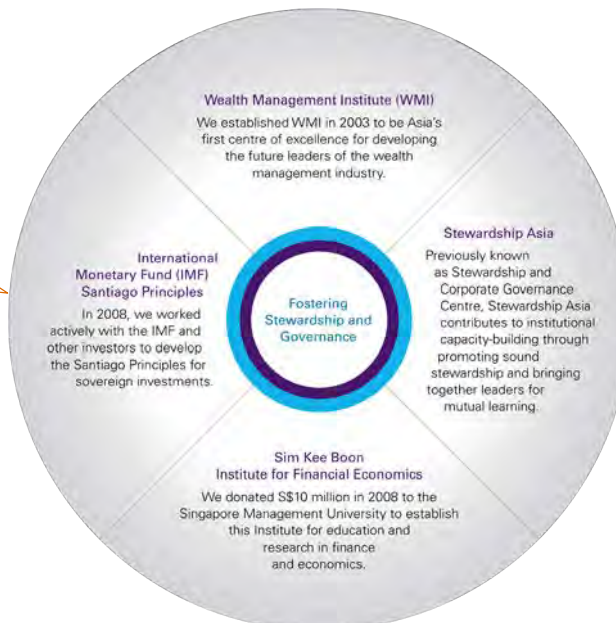 Wealth Management Institute (WMI)
We established WMI in 2003 to be Asia's
first centre of excellence for developing
the future leaders of the wealth
management industry.
International
Monetary Fund (IMF)
Santiago Principles
In 2008, we worked
actively with the IMF and
other investors to develop
the Santiago Principles for
sovereign investments.
Fostering
Stewardship and
Governance
Stewardship Asia
Previously known
as Stewardship and
Corporate Governance
Centre, Stewardship Asia
contributes to institutional
capacity-building through
promoting sound
stewardship and bringing
together leaders for
mutual learning.
Sim Kee Boon
Institute for Financial Economics
We donated S$10 million in 2008 to the
Singapore Management University to establish
this Institute for education and
research in finance
and economics.